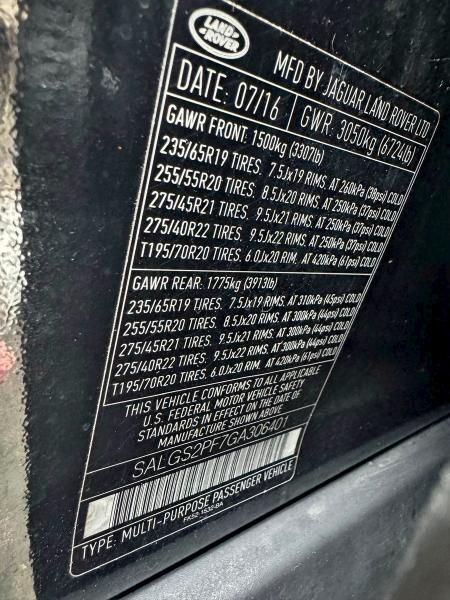 LAND ROVER
MFD BY JAGUAR LAND ROVER LTD
DATE: 07/16 GWR: 3050kg (6724lb)
GAWR FRONT: 1500kg (3307lb)
235/65R19 TIRES. 7.5Jx19 RIMS. AT 260kPa (38psi) COLD
255/55R20 TIRES. 8.5Jx20 RIMS. AT 250kPa (37psi) COLD
275/45R21 TIRES. 9.5Jx21 RIMS. AT 250kPa (37psi) COLD
275/40R22 TIRES. 9.5Jx22 RIMS. AT 250kPa (37psi) COLD
T195/70R20 TIRES. 6.0Jx20 RIM. AT 420kPa (61psi) COLD
GAWR REAR: 1775kg (3913lb)
235/65R19 TIRES. 7.5Jx19 RIMS. AT 310kPa (45psi) COLD
255/55R20 TIRES. 8.5Jx20 RIMS. AT 300kPa (44psi) COLD
275/45R21 TIRES. 9.5Jx21 RIMS. AT 300kPa (44psi) COLD
275/40R22 TIRES. 9.5Jx22 RIMS. AT 300kPa (44psi) COLD
T195/70R20 TIRES. 6.0Jx20 RIM. AT 420kPa (61psi) COLD
THIS VEHICLE CONFORMS TO ALL APPLICABLE
U.S. FEDERAL MOTOR VEHICLE SAFETY
STANDARDS IN EFFECT ON THE DATE OF
MANUFACTURE SHOWN ABOVE
SALGS2PF7GA306401
TYPE: MULTI-PURPOSE PASSENGER VEHICLE